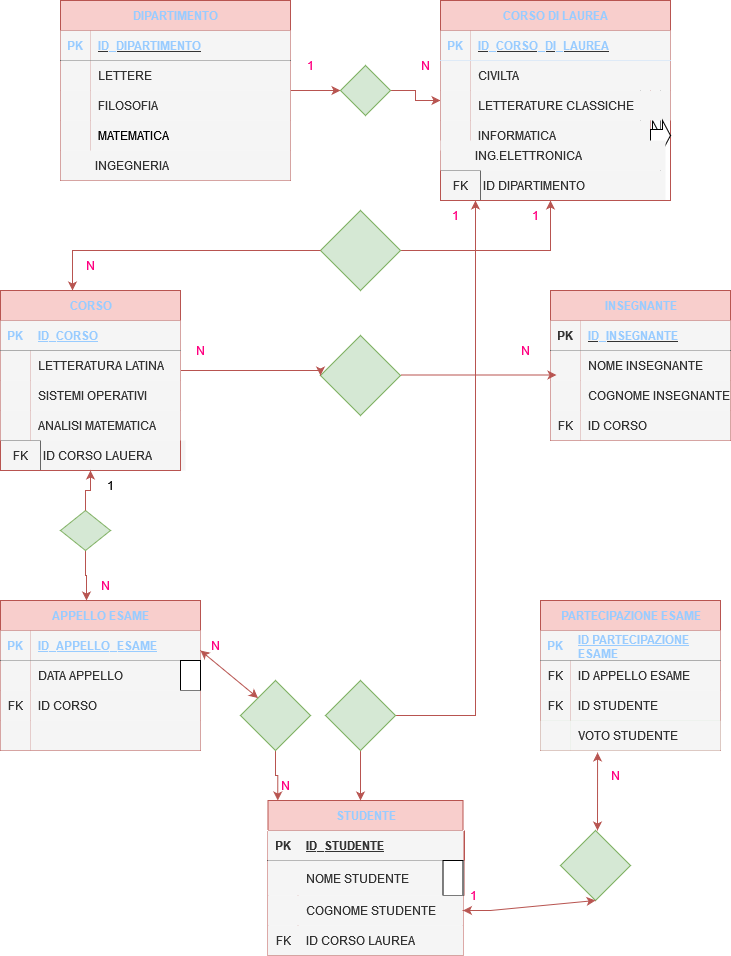 DIPARTIMENTO
PK ID_DIPARTIMENTO
LETTERE
FILOSOFIA
MATEMATICA
INGEGNERIA
1
N
CORSO DI LAUREA
PK ID_CORSO_DI_LAUREA
CIVILTA
LETTERATURE CLASSICHE
INFORMATICA
ING.ELETTRONICA
FK ID DIPARTIMENTO
1
1
N
CORSO
PK ID_CORSO
LETTERATURA LATINA
SISTEMI OPERATIVI
ANALISI MATEMATICA
FK ID CORSO LAUERA
N
N
INSEGNANTE
PK ID_INSEGNANTE
NOME INSEGNANTE
COGNOME INSEGNANTE
FK ID CORSO
1
N
APPELLO ESAME
PK ID_APPELLO_ESAME
DATA APPELLO
FK ID CORSO
N
N
PARTECIPAZIONE ESAME
PK ID PARTECIPAZIONE
ESAME
FK ID APPELLO ESAME
FK ID STUDENTE
VOTO STUDENTE
N
STUDENTE
PK ID_STUDENTE
NOME STUDENTE
COGNOME STUDENTE
FK ID CORSO LAUREA
1